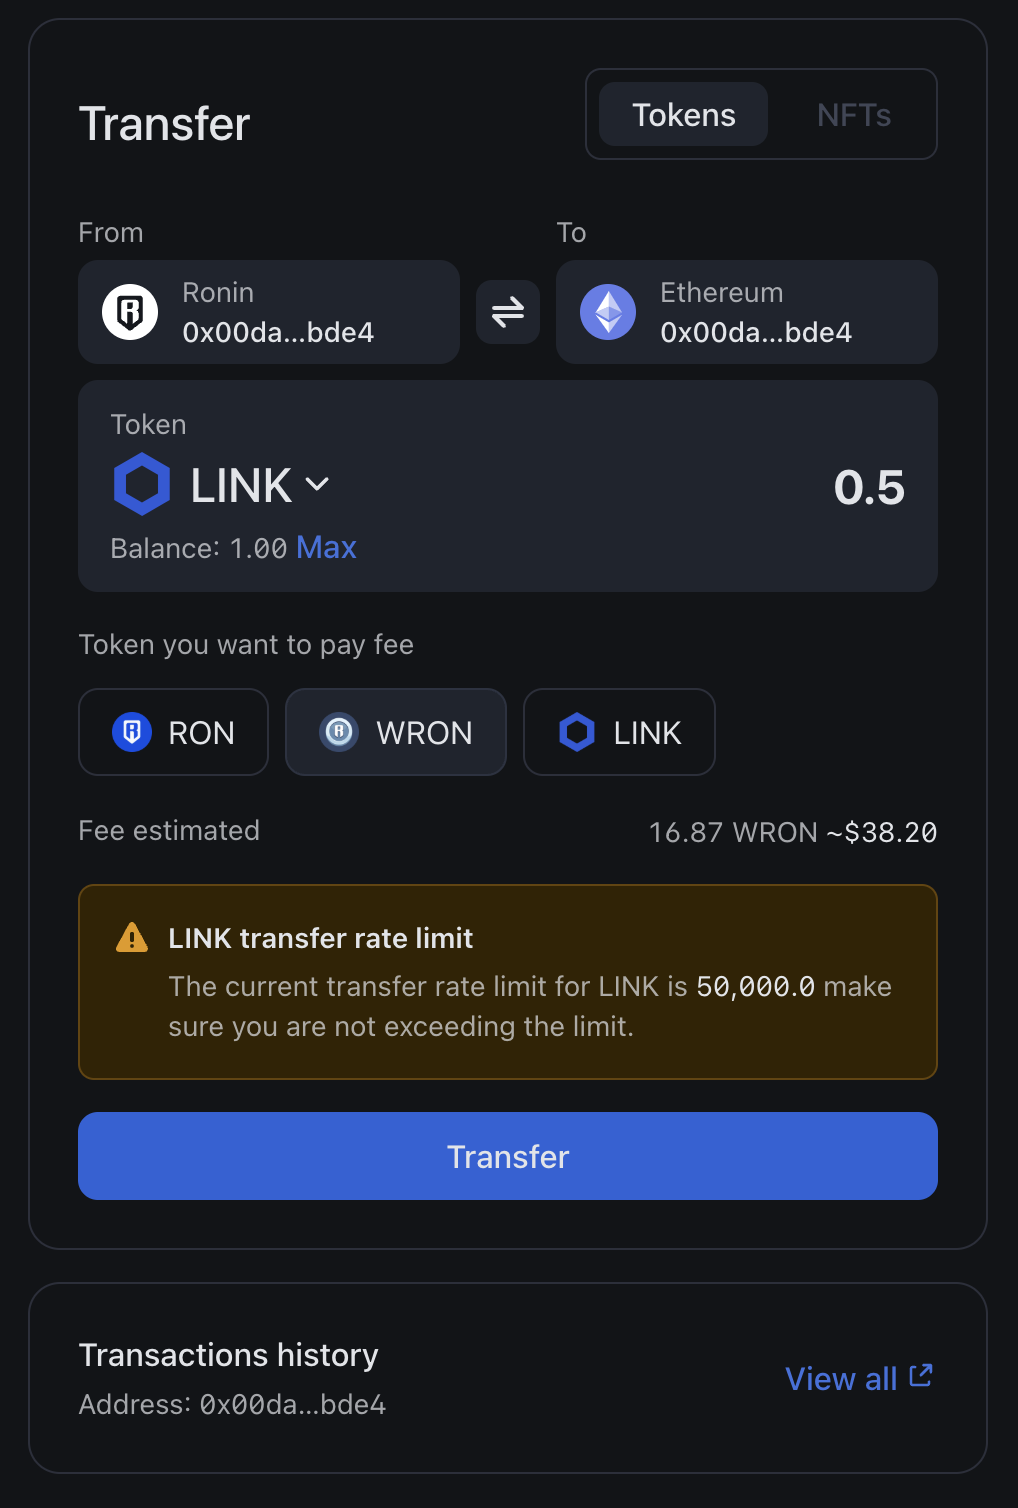 Transfer
Tokens
NFTs
From
To
Ronin
0x00da...bde4
Ethereum
0x00da...bde4
Token
LINK
0.5
Balance: 1.00 Max
Token you want to pay fee
RON
WRON
LINK
Fee estimated
16.87 WRON ~$38.20
LINK transfer rate limit
The current transfer rate limit for LINK is 50,000.0 make
sure you are not exceeding the limit.
Transfer
Transactions history
Address: 0x00da...bde4
View all